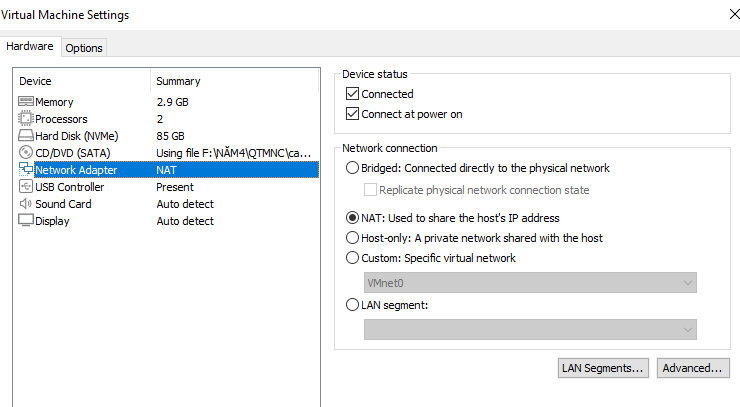 Virtual Machine Settings
Hardware
Options
Device Summary
Memory 2.9 GB
Processors 2
Hard Disk (NVMe) 85 GB
CD/DVD (SATA) Using file F:\NĂM4\QTMNC\ca...
Network Adapter NAT
USB Controller Present
Sound Card Auto detect
Display Auto detect
Device status
Connected
Connect at power on
Network connection
Bridged: Connected directly to the physical network
Replicate physical network connection state
NAT: Used to share the host's IP address
Host-only: A private network shared with the host
Custom: Specific virtual network
VMnet0
LAN segment:
LAN Segments... Advanced...